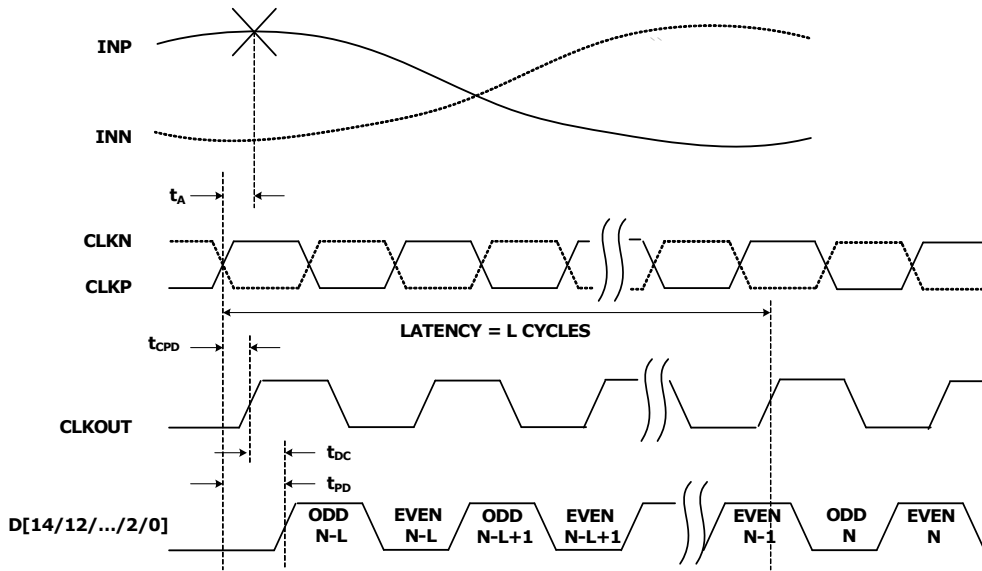 INP
INN
tA
CLKN
CLKP
LATENCY = L CYCLES
tCPD
CLKOUT
tDC
tPD
D[14/12/.../2/0]
ODD N-L
EVEN N-L
ODD N-L+1
EVEN N-L+1
EVEN N-1
ODD N
EVEN N